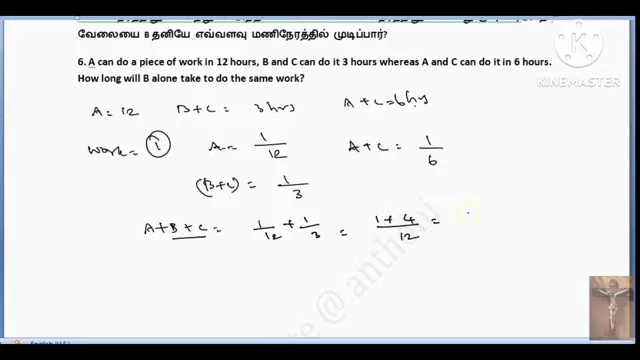 வேலையை B தனியே எவ்வளவு மணிநேரத்தில் முடிப்பார்?
6. A can do a piece of work in 12 hours, B and C can do it 3 hours whereas A and C can do it in 6 hours.
How long will B alone take to do the same work?
A = 12 B+C = 3 hrs A+C = 6 hrs
work = 1 A = 1/12 A+C = 1/6
(B+C) = 1/3
A+B+C = 1/12 + 1/3 = 1+4/12 =
@ anthoni
KINEMASTER
English (U.S.)